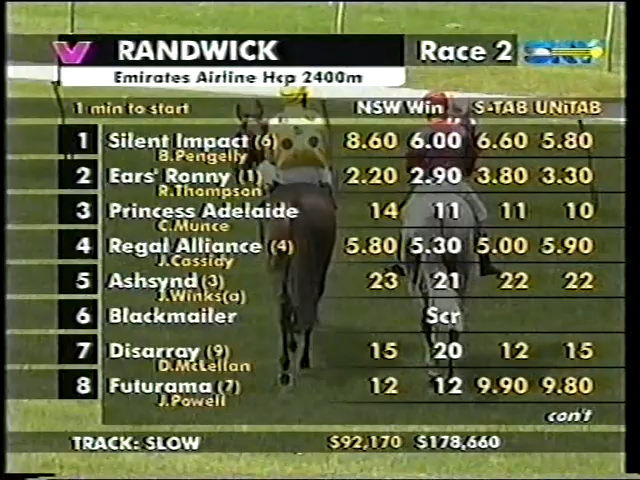 V RANDWICK Race 2 SKY
Emirates Airline Hcp 2400m
1 min to start NSW Win S-TAB UNiTAB
1 Silent Impact (6) 8.60 6.00 6.60 5.80
B.Pengelly
2 Ears' Ronny (1) 2.20 2.90 3.80 3.30
R.Thompson
3 Princess Adelaide 14 11 11 10
C.Munce
4 Regal Alliance (4) 5.80 5.30 5.00 5.90
J.Cassidy
5 Ashsynd (3) 23 21 22 22
J.Winks(a)
6 Blackmailer Scr
7 Disarray (9) 15 20 12 15
D.McLellan
8 Futurama (7) 12 12 9.90 9.80
J.Powell
con't
TRACK: SLOW $92,170 $178,660